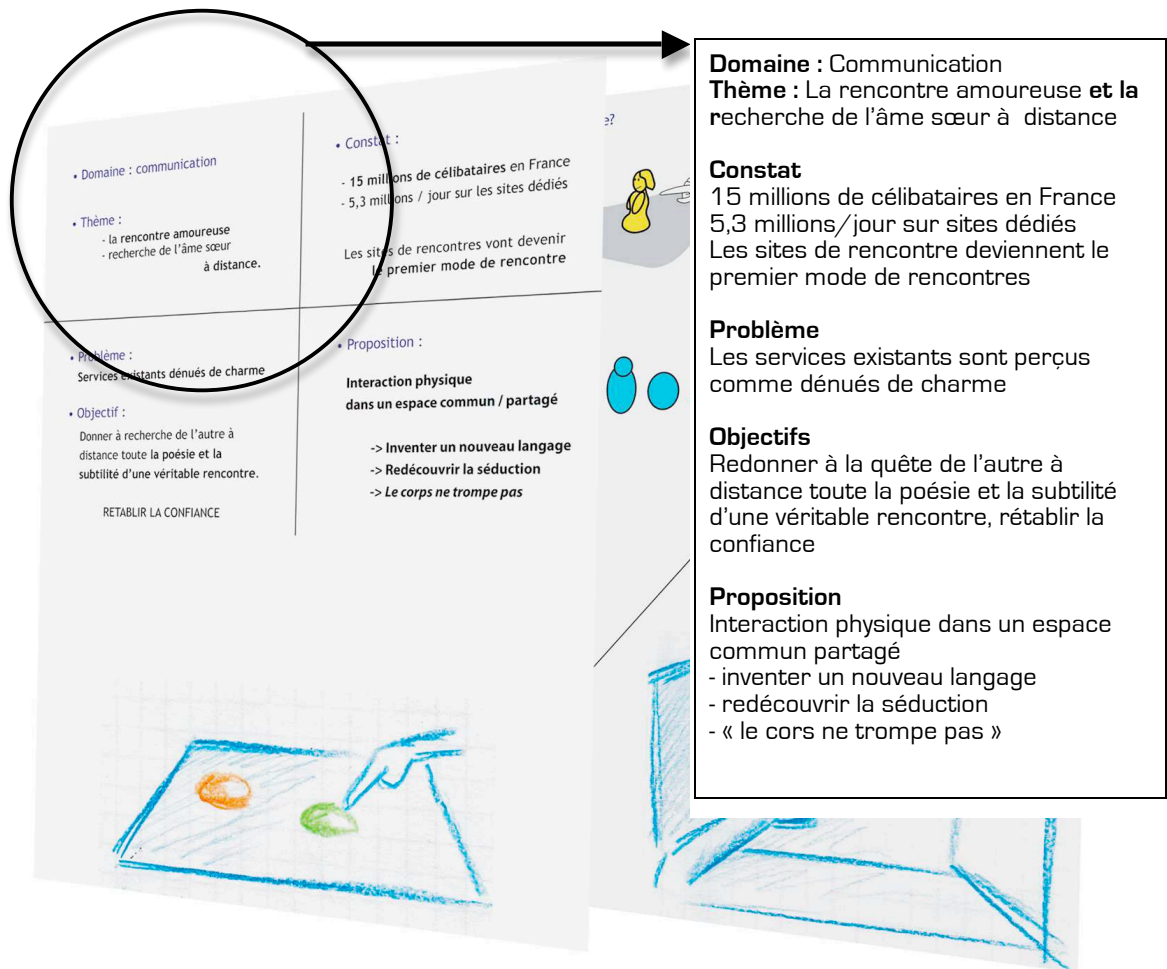 • Domaine : communication
• Thème :
- la rencontre amoureuse
- recherche de l'âme sœur
à distance.
• Constat :
- 15 millions de célibataires en France
- 5,3 millions / jour sur les sites dédiés
Les sites de rencontres vont devenir
le premier mode de rencontre
• Problème :
Services existants dénués de charme
• Objectif :
Donner à recherche de l'autre à
distance toute la poésie et la
subtilité d'une véritable rencontre.
RETABLIR LA CONFIANCE
• Proposition :
Interaction physique
dans un espace commun / partagé
-> Inventer un nouveau langage
-> Redécouvrir la séduction
-> Le corps ne trompe pas
Domaine : Communication
Thème : La rencontre amoureuse et la
recherche de l'âme sœur à distance
Constat
15 millions de célibataires en France
5,3 millions/jour sur sites dédiés
Les sites de rencontre deviennent le
premier mode de rencontres
Problème
Les services existants sont perçus
comme dénués de charme
Objectifs
Redonner à la quête de l'autre à
distance toute la poésie et la subtilité
d'une véritable rencontre, rétablir la
confiance
Proposition
Interaction physique dans un espace
commun partagé
- inventer un nouveau langage
- redécouvrir la séduction
- « le cors ne trompe pas »